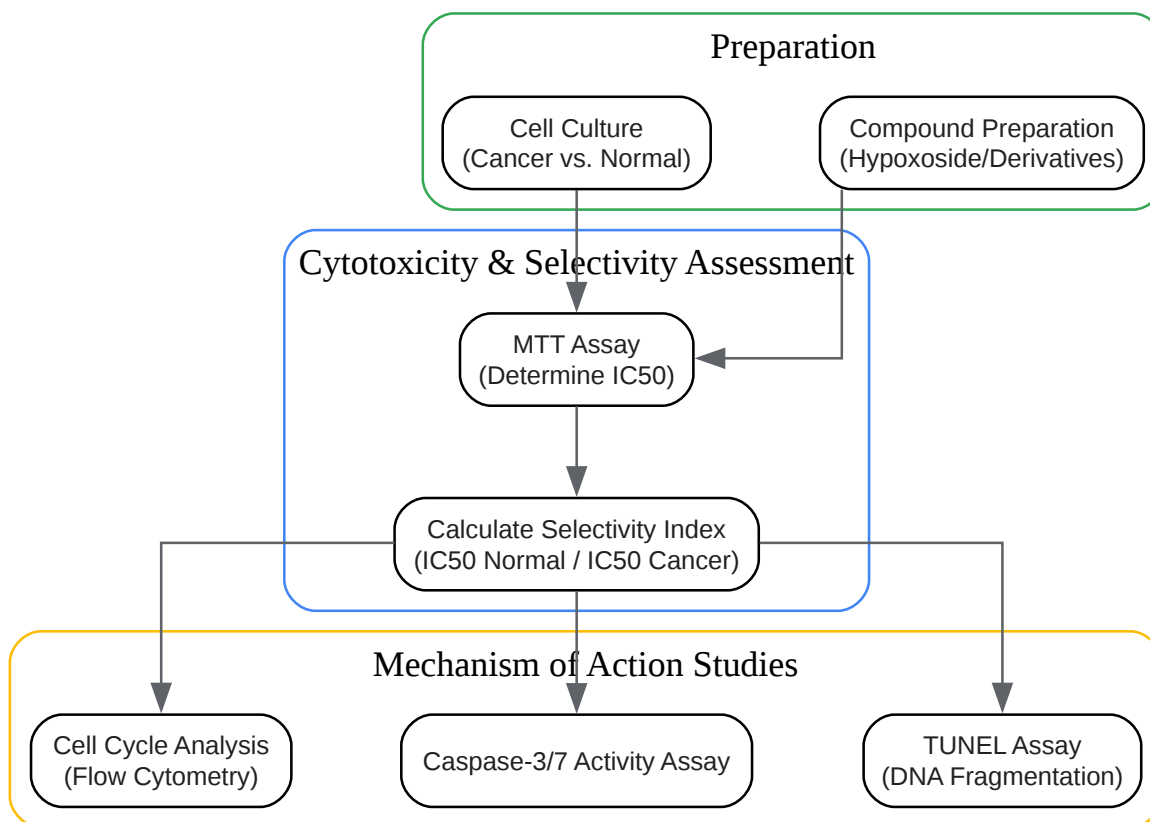 Preparation
Cell Culture
(Cancer vs. Normal)
Compound Preparation
(Hypoxoside/Derivatives)
Cytotoxicity & Selectivity Assessment
MTT Assay
(Determine IC50)
Calculate Selectivity Index
(IC50 Normal / IC50 Cancer)
Mechanism of Action Studies
Cell Cycle Analysis
(Flow Cytometry)
Caspase-3/7 Activity Assay
TUNEL Assay
(DNA Fragmentation)